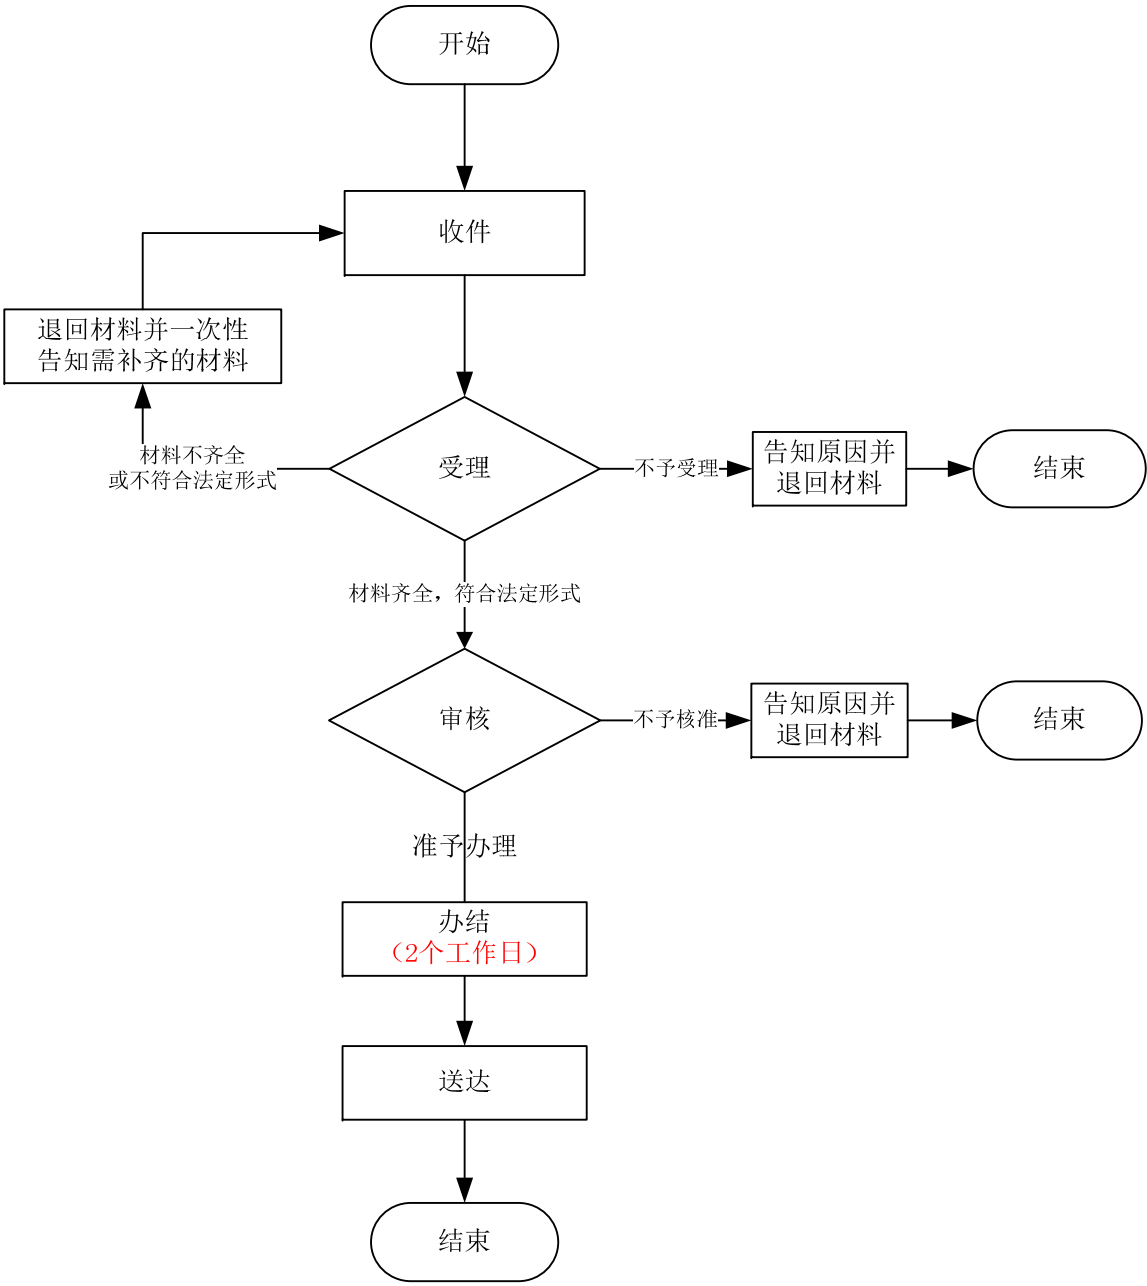 开始
收件
退回材料并一次性
告知需补齐的材料
材料不齐全
或不符合法定形式
受理
不予受理
告知原因并
退回材料
结束
材料齐全，符合法定形式
审核
不予核准
告知原因并
退回材料
结束
准予办理
办结
（2个工作日）
送达
结束